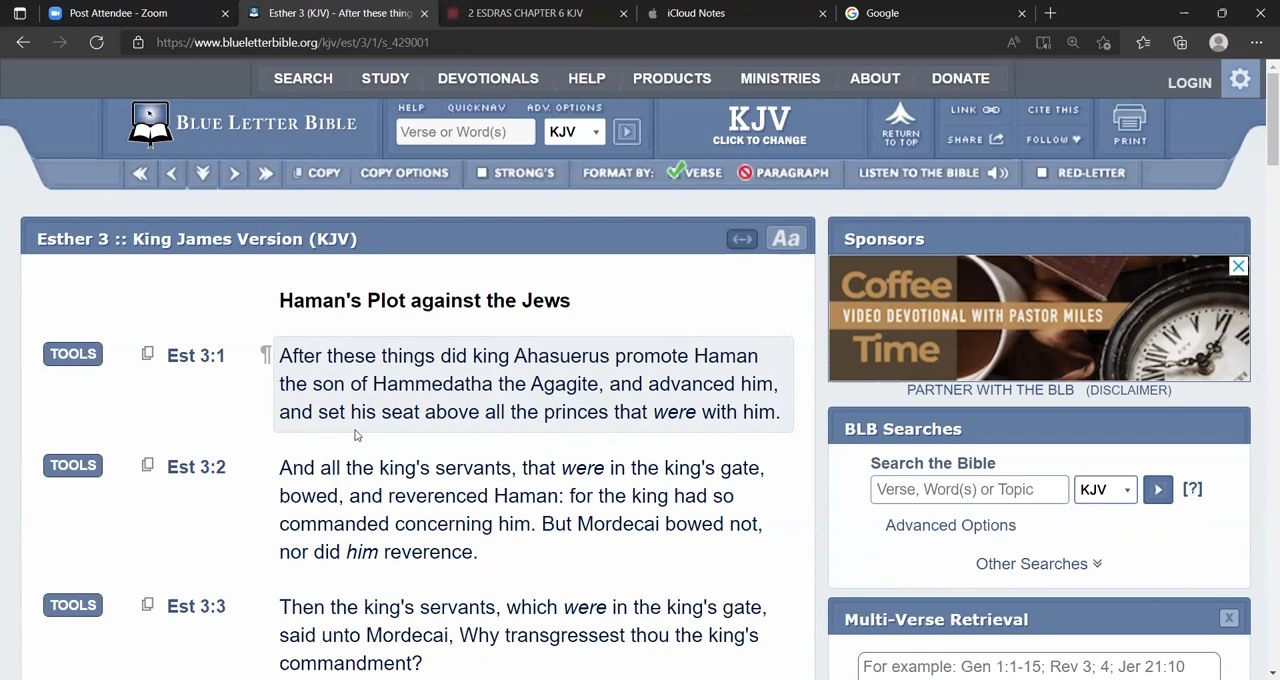 Post Attendee - Zoom
Esther 3 (KJV) - After these thing
2 ESDRAS CHAPTER 6 KJV
iCloud Notes
Google
https://www.blueletterbible.org/kjv/est/3/1/s_429001
SEARCH STUDY DEVOTIONALS HELP PRODUCTS MINISTRIES ABOUT DONATE LOGIN
BLUE LETTER BIBLE
HELP QUICKNAV ADV. OPTIONS
Verse or Word(s) KJV
KJV
CLICK TO CHANGE
RETURN
TO TOP
LINK CITE THIS
SHARE FOLLOW
PRINT
COPY COPY OPTIONS STRONG'S FORMAT BY: VERSE PARAGRAPH LISTEN TO THE BIBLE RED-LETTER
Esther 3 :: King James Version (KJV)
Aa
Haman's Plot against the Jews
TOOLS Est 3:1 ¶ After these things did king Ahasuerus promote Haman
the son of Hammedatha the Agagite, and advanced him,
and set his seat above all the princes that were with him.
TOOLS Est 3:2 And all the king's servants, that were in the king's gate,
bowed, and reverenced Haman: for the king had so
commanded concerning him. But Mordecai bowed not,
nor did him reverence.
TOOLS Est 3:3 Then the king's servants, which were in the king's gate,
said unto Mordecai, Why transgressest thou the king's
commandment?
Sponsors
Coffee
VIDEO DEVOTIONAL WITH PASTOR MILES
Time
PARTNER WITH THE BLB (DISCLAIMER)
BLB Searches
Search the Bible
Verse, Word(s) or Topic KJV [?]
Advanced Options
Other Searches
Multi-Verse Retrieval X
For example: Gen 1:1-15; Rev 3; 4; Jer 21:10